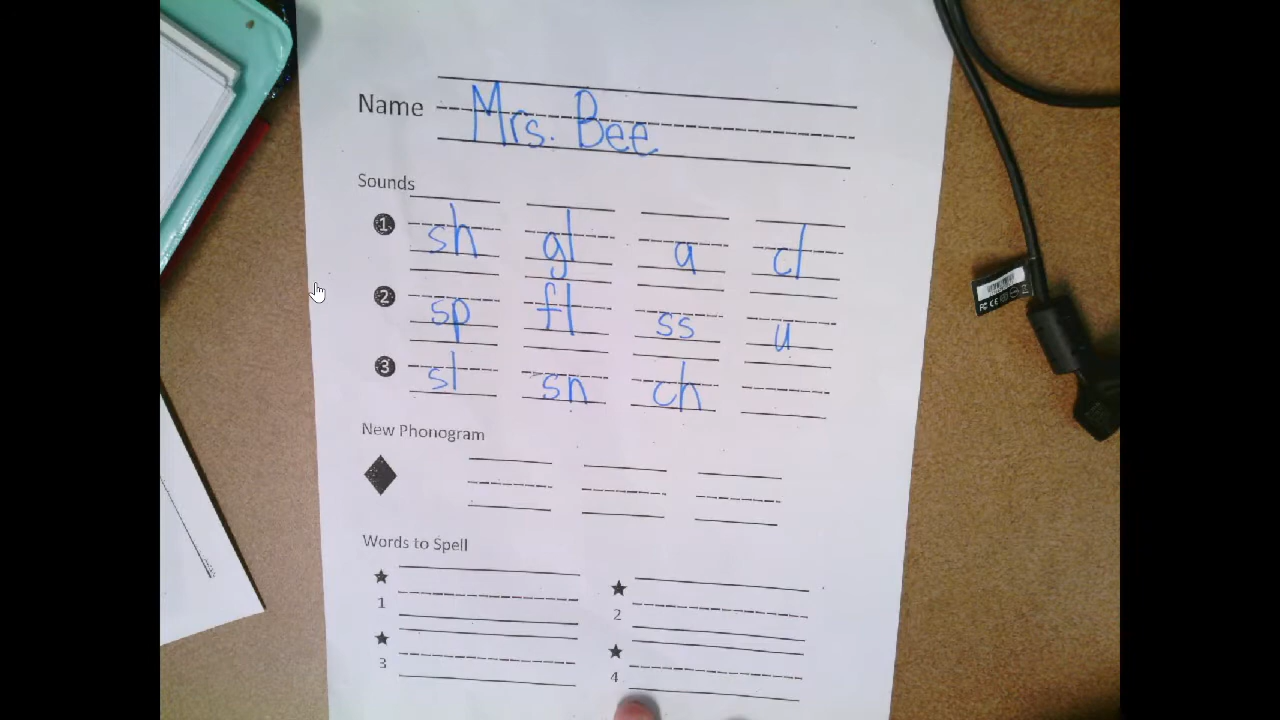 Name Mrs. Bee
Sounds
1 sh gl a cl
2 sp fl ss u
3 sl sn ch
New Phonogram
Words to Spell
1 2
3 4